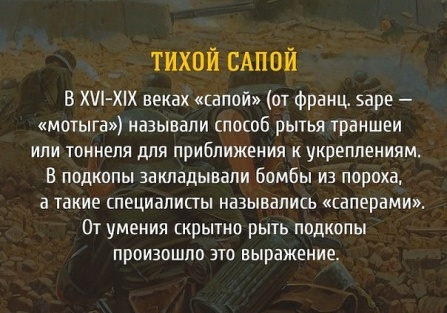 ТИХОЙ САПОЙ
В XVI-XIX веках «сапой» (от франц. sape —
«мотыга») называли способ рытья траншеи
или тоннеля для приближения к укреплениям.
В подкопы закладывали бомбы из пороха,
а такие специалисты назывались «саперами».
От умения скрытно рыть подкопы
произошло это выражение.